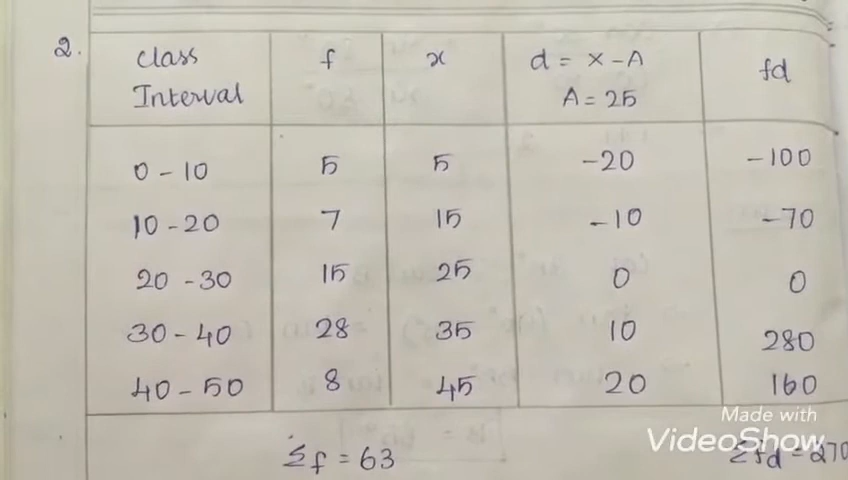 2.
class Interval f x d = x - A A = 25 fd
0 - 10 5 5 -20 -100
10 - 20 7 15 -10 -70
20 - 30 15 25 0 0
30 - 40 28 35 10 280
40 - 50 8 45 20 160
Σf = 63 Σfd = 270
Made with
VideoShow